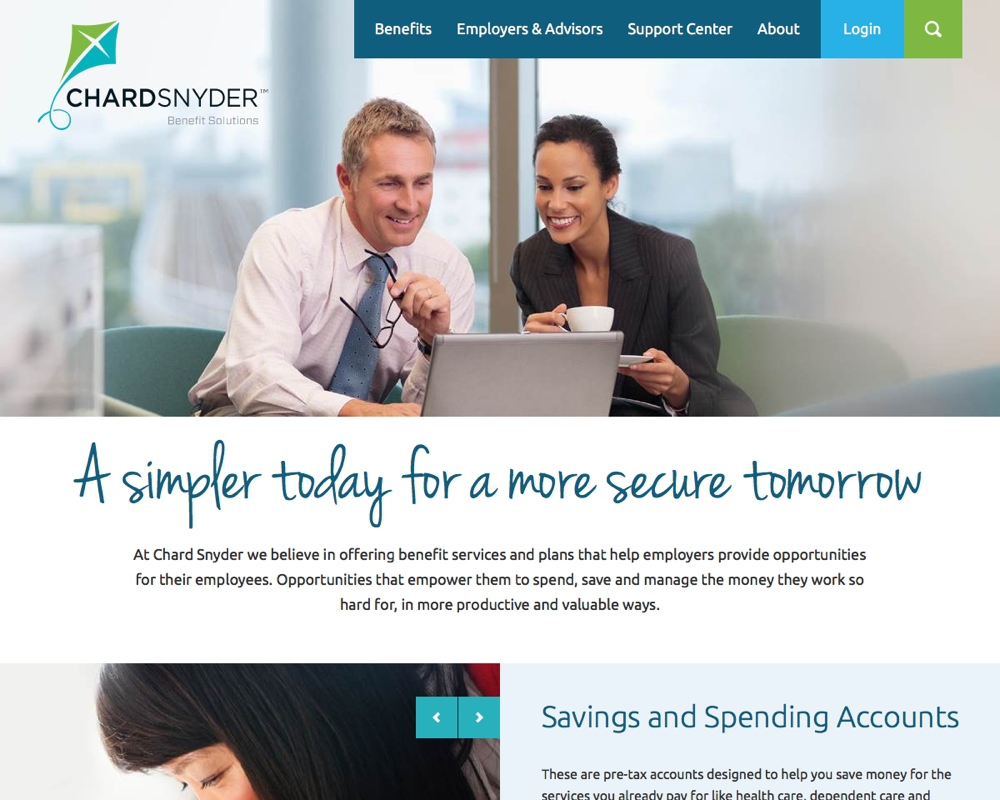 Benefits Employers & Advisors Support Center About Login
CHARDSNYDER™
Benefit Solutions
A simpler today for a more secure tomorrow
At Chard Snyder we believe in offering benefit services and plans that help employers provide opportunities
for their employees. Opportunities that empower them to spend, save and manage the money they work so
hard for, in more productive and valuable ways.
Savings and Spending Accounts
These are pre-tax accounts designed to help you save money for the
services you already pay for like health care, dependent care and